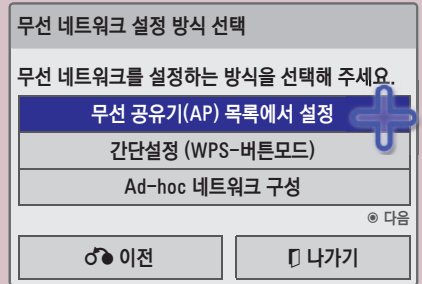 무선 네트워크 설정 방식 선택
무선 네트워크를 설정하는 방식을 선택해 주세요.
무선 공유기(AP) 목록에서 설정
간단설정 (WPS-버튼모드)
Ad-hoc 네트워크 구성
◉ 다음
이전
나가기